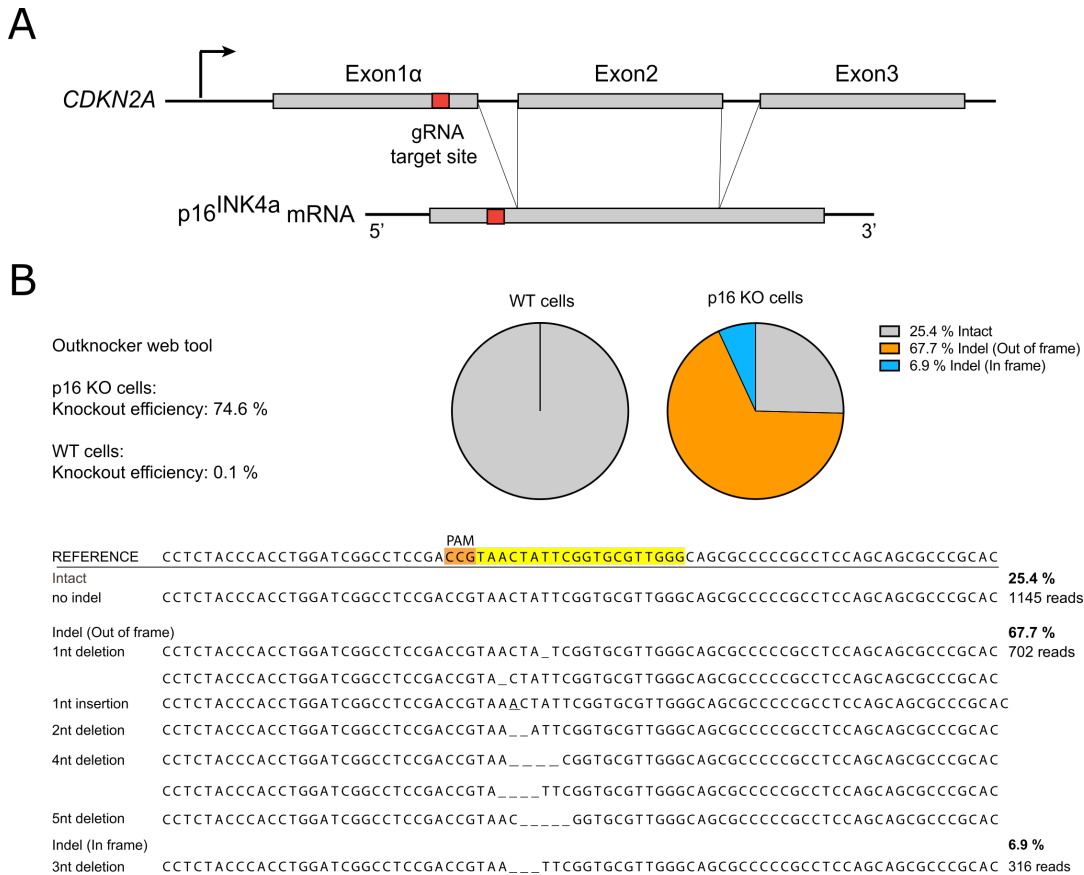 A
Exon1α Exon2 Exon3
CDKN2A
gRNA
target site
p16INK4a mRNA
5’ 3’
B
WT cells p16 KO cells
Outknocker web tool
p16 KO cells:
Knockout efficiency: 74.6 %
WT cells:
Knockout efficiency: 0.1 %
25.4 % Intact
67.7 % Indel (Out of frame)
6.9 % Indel (In frame)
PAM
REFERENCE CCTCTACCCACCTGGATCGGCCTCCGACCGTAACTATTCGGTGCGTTGGGCAGCGCCCCCGCCTCCAGCAGCGCCCGCAC
Intact 25.4 %
no indel CCTCTACCCACCTGGATCGGCCTCCGACCGTAACTATTCGGTGCGTTGGGCAGCGCCCCCGCCTCCAGCAGCGCCCGCAC 1145 reads
Indel (Out of frame) 67.7 %
1nt deletion CCTCTACCCACCTGGATCGGCCTCCGACCGTAACTA_TCGGTGCGTTGGGCAGCGCCCCCGCCTCCAGCAGCGCCCGCAC 702 reads
CCTCTACCCACCTGGATCGGCCTCCGACCGTA_CTATTCGGTGCGTTGGGCAGCGCCCCCGCCTCCAGCAGCGCCCGCAC
1nt insertion CCTCTACCCACCTGGATCGGCCTCCGACCGTAAACTATTCGGTGCGTTGGGCAGCGCCCCCGCCTCCAGCAGCGCCCGCAC
2nt deletion CCTCTACCCACCTGGATCGGCCTCCGACCGTAA__ATTCGGTGCGTTGGGCAGCGCCCCCGCCTCCAGCAGCGCCCGCAC
4nt deletion CCTCTACCCACCTGGATCGGCCTCCGACCGTAA_____CGGTGCGTTGGGCAGCGCCCCCGCCTCCAGCAGCGCCCGCAC
CCTCTACCCACCTGGATCGGCCTCCGACCGTA____TTCGGTGCGTTGGGCAGCGCCCCCGCCTCCAGCAGCGCCCGCAC
5nt deletion CCTCTACCCACCTGGATCGGCCTCCGACCGTAAC_____GGTGCGTTGGGCAGCGCCCCCGCCTCCAGCAGCGCCCGCAC
Indel (In frame) 6.9 %
3nt deletion CCTCTACCCACCTGGATCGGCCTCCGACCGTAA___TTCGGTGCGTTGGGCAGCGCCCCCGCCTCCAGCAGCGCCCGCAC 316 reads